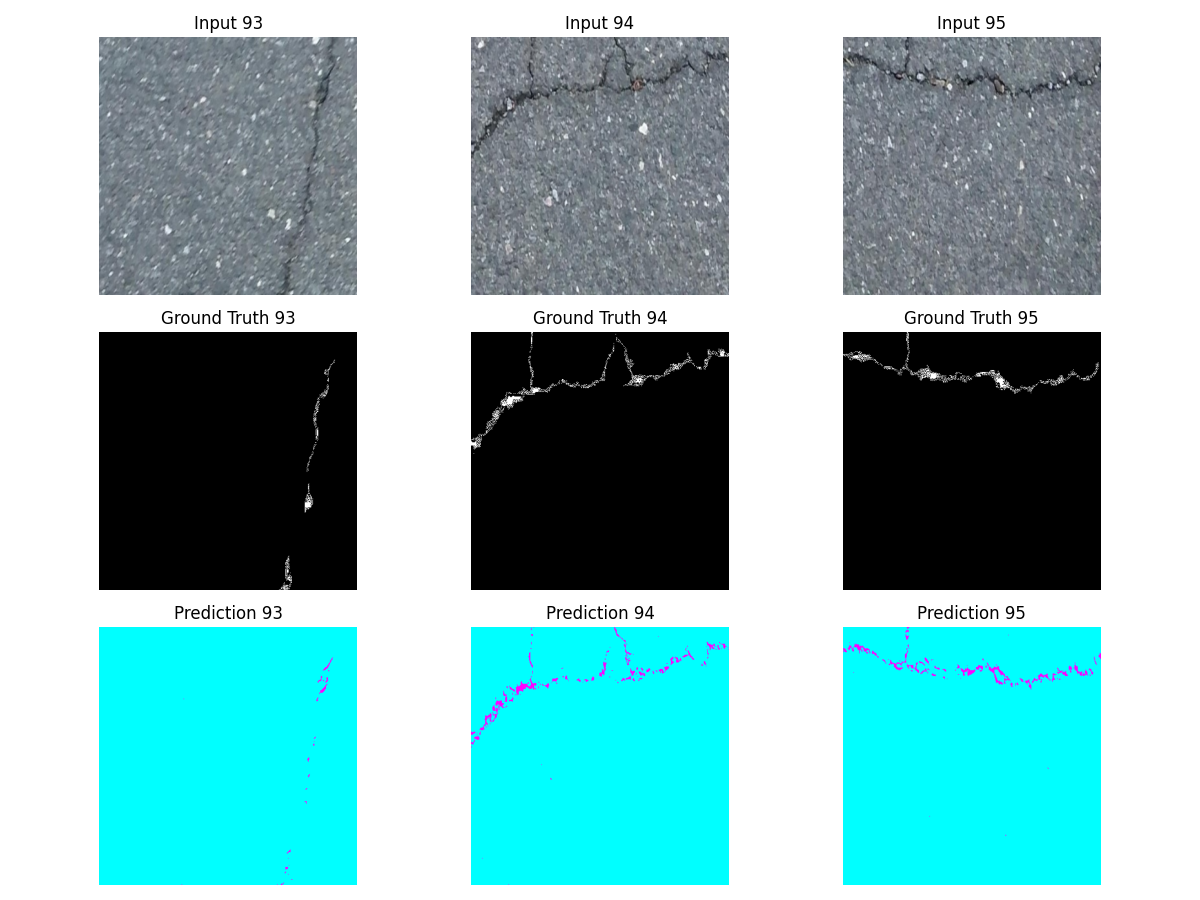 Input 93
Input 94
Input 95
Ground Truth 93
Ground Truth 94
Ground Truth 95
Prediction 93
Prediction 94
Prediction 95